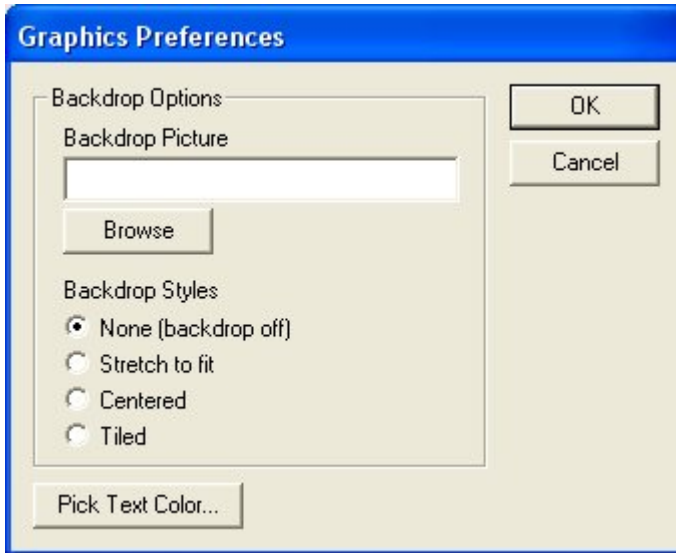 Graphics Preferences
Backdrop Options
OK
Backdrop Picture
Cancel
Browse
Backdrop Styles
None (backdrop off)
Stretch to fit
Centered
Tiled
Pick Text Color...